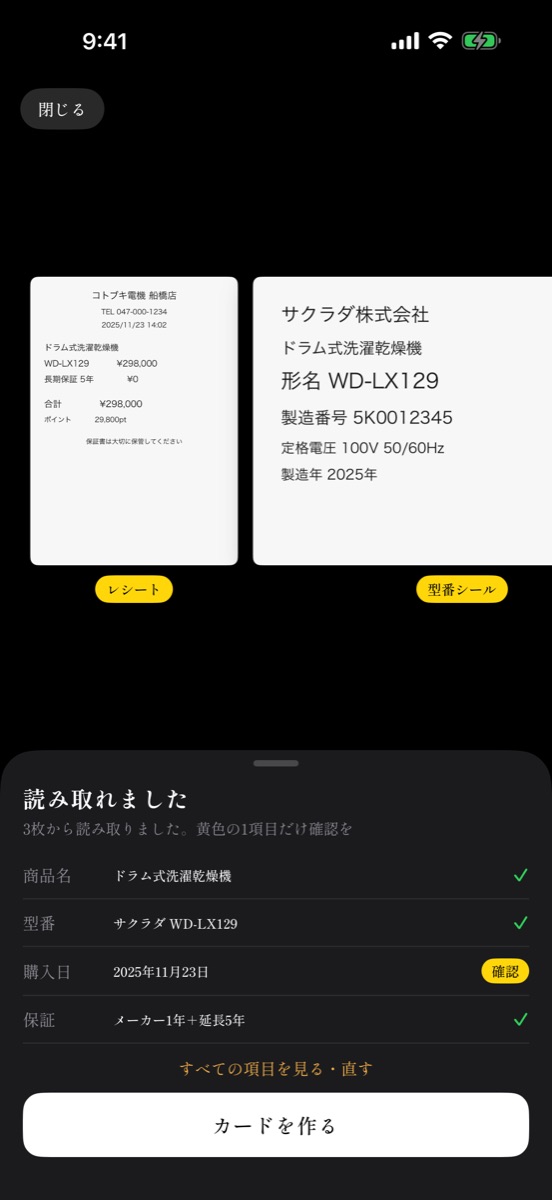 9:41
閉じる
コトブキ電機 船橋店
TEL 047-000-1234
2025/11/23 14:02
ドラム式洗濯乾燥機
WD-LX129 ¥298,000
長期保証 5年 ¥0
合計 ¥298,000
ポイント 29,800pt
保証書は大切に保管してください
レシート
サクラダ株式会社
ドラム式洗濯乾燥機
形名 WD-LX129
製造番号 5K0012345
定格電圧 100V 50/60Hz
製造年 2025年
型番シール
読み取れました
3枚から読み取りました。黄色の1項目だけ確認を
商品名 ドラム式洗濯乾燥機
型番 サクラダ WD-LX129
購入日 2025年11月23日 確認
保証 メーカー1年＋延長5年
すべての項目を見る・直す
カードを作る